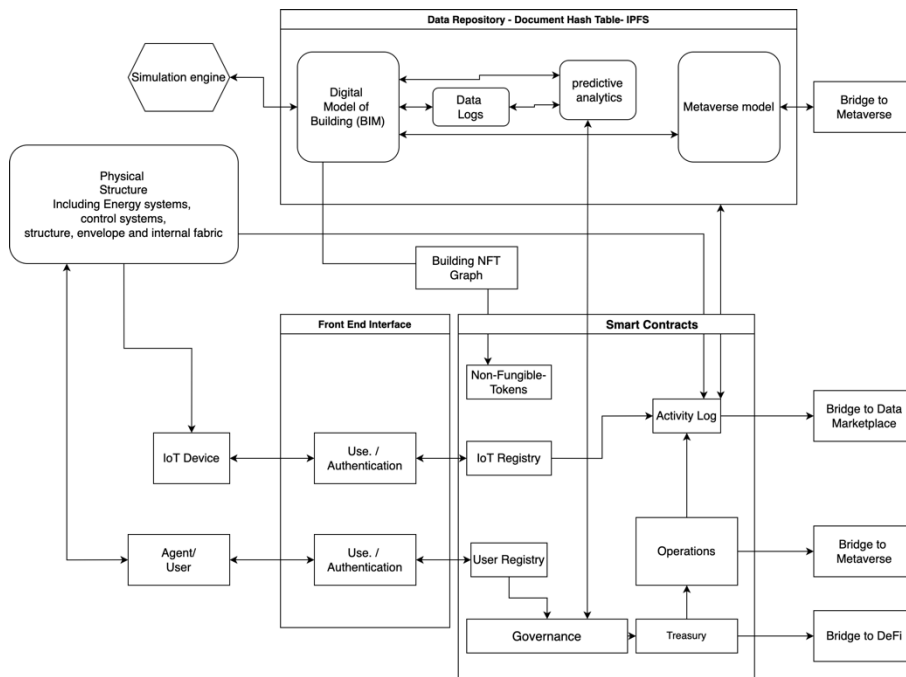 Data Repository - Document Hash Table- IPFS
Simulation engine
Digital
Model of
Building (BIM)
Data
Logs
predictive
analytics
Metaverse model
Bridge to
Metaverse
Physical
Structure
Including Energy systems,
control systems,
structure, envelope and internal fabric
Building NFT
Graph
Front End Interface
Smart Contracts
Non-Fungible-
Tokens
Activity Log
Bridge to Data
Marketplace
IoT Device
Use. /
Authentication
IoT Registry
Agent/
User
Use. /
Authentication
User Registry
Operations
Bridge to
Metaverse
Governance
Treasury
Bridge to DeFi